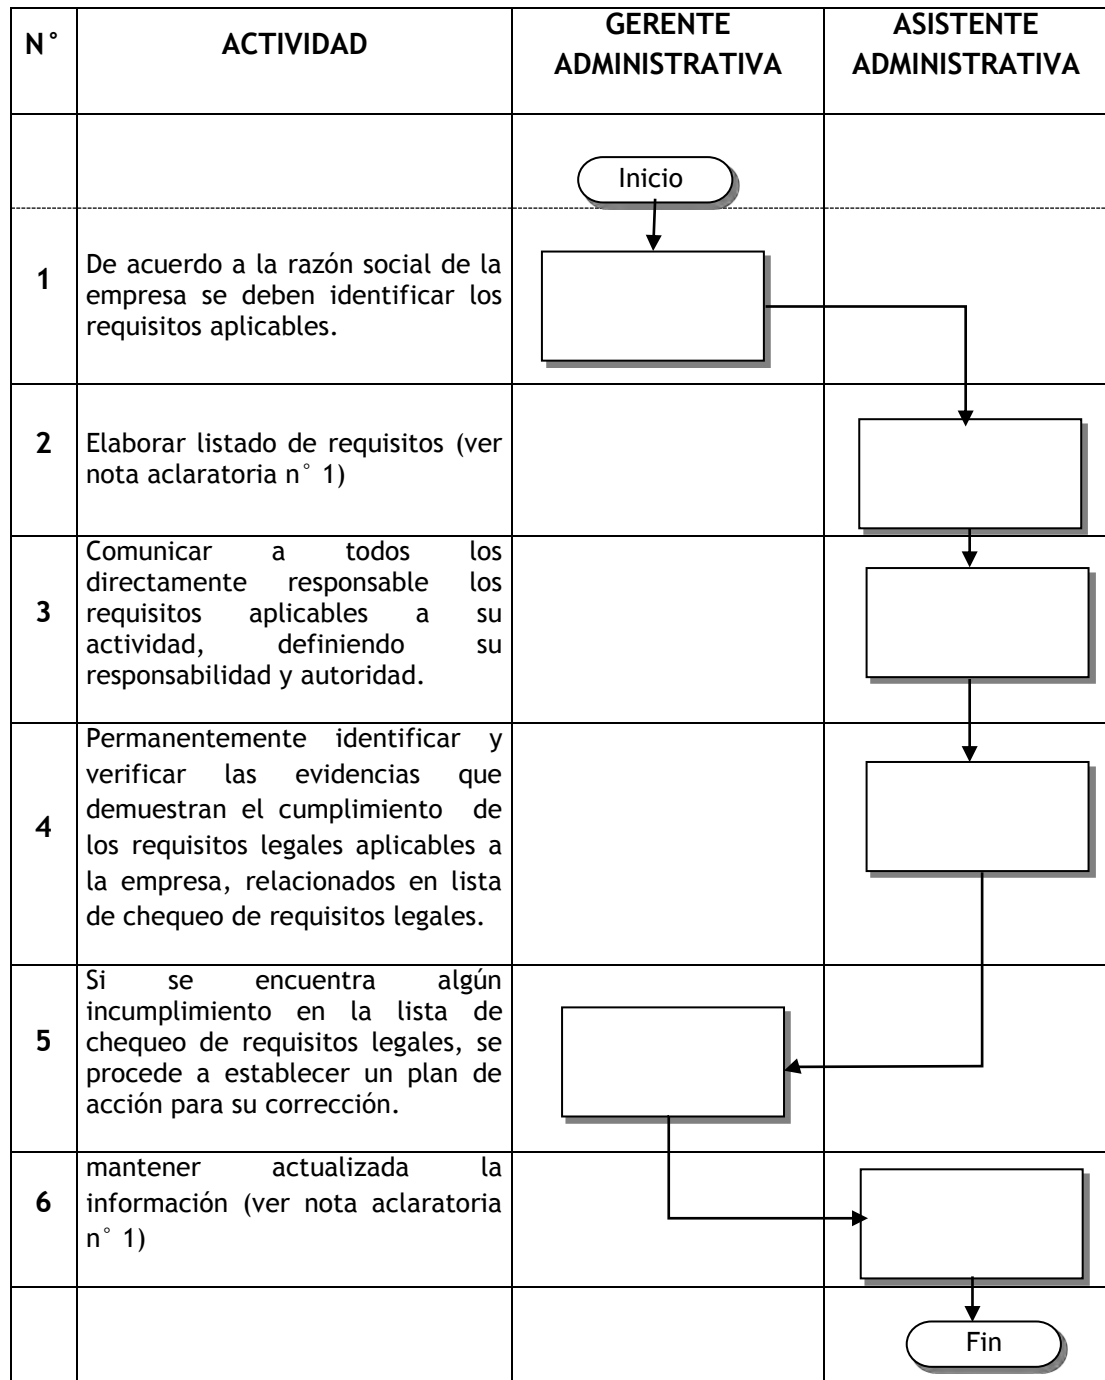 N° ACTIVIDAD GERENTE ADMINISTRATIVA ASISTENTE ADMINISTRATIVA
Inicio
1
De acuerdo a la razón social de la
empresa se deben identificar los
requisitos aplicables.
2
Elaborar listado de requisitos (ver
nota aclaratoria n° 1)
3
Comunicar a todos los
directamente responsable los
requisitos aplicables a su
actividad, definiendo su
responsabilidad y autoridad.
4
Permanentemente identificar y
verificar las evidencias que
demuestran el cumplimiento de
los requisitos legales aplicables a
la empresa, relacionados en lista
de chequeo de requisitos legales.
5
Si se encuentra algún
incumplimiento en la lista de
chequeo de requisitos legales, se
procede a establecer un plan de
acción para su corrección.
6
mantener actualizada la
información (ver nota aclaratoria
n° 1)
Fin